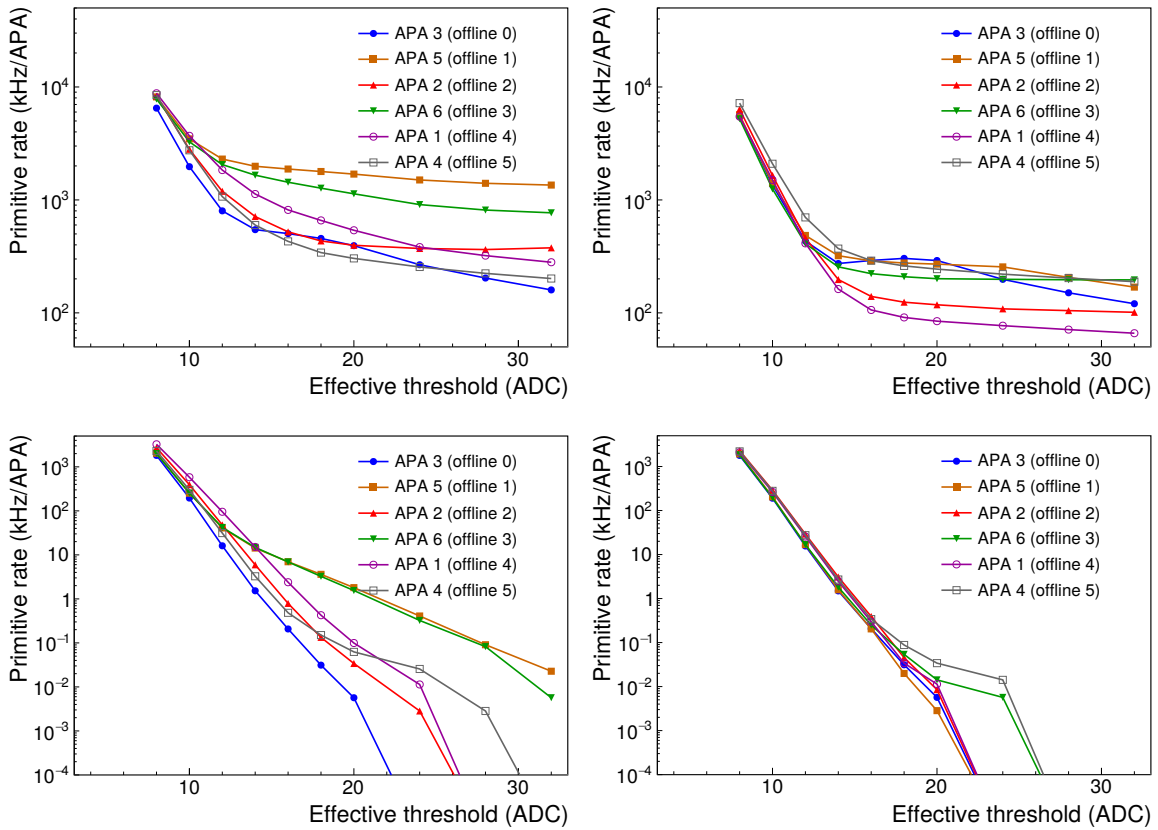 Primitive rate (kHz/APA)
10⁴
10³
10²
APA 3 (offline 0)
APA 5 (offline 1)
APA 2 (offline 2)
APA 6 (offline 3)
APA 1 (offline 4)
APA 4 (offline 5)
10 20 30
Effective threshold (ADC)
Primitive rate (kHz/APA)
10⁴
10³
10²
APA 3 (offline 0)
APA 5 (offline 1)
APA 2 (offline 2)
APA 6 (offline 3)
APA 1 (offline 4)
APA 4 (offline 5)
10 20 30
Effective threshold (ADC)
Primitive rate (kHz/APA)
10³
10²
10
1
10⁻¹
10⁻²
10⁻³
10⁻⁴
APA 3 (offline 0)
APA 5 (offline 1)
APA 2 (offline 2)
APA 6 (offline 3)
APA 1 (offline 4)
APA 4 (offline 5)
10 20 30
Effective threshold (ADC)
Primitive rate (kHz/APA)
10³
10²
10
1
10⁻¹
10⁻²
10⁻³
10⁻⁴
APA 3 (offline 0)
APA 5 (offline 1)
APA 2 (offline 2)
APA 6 (offline 3)
APA 1 (offline 4)
APA 4 (offline 5)
10 20 30
Effective threshold (ADC)